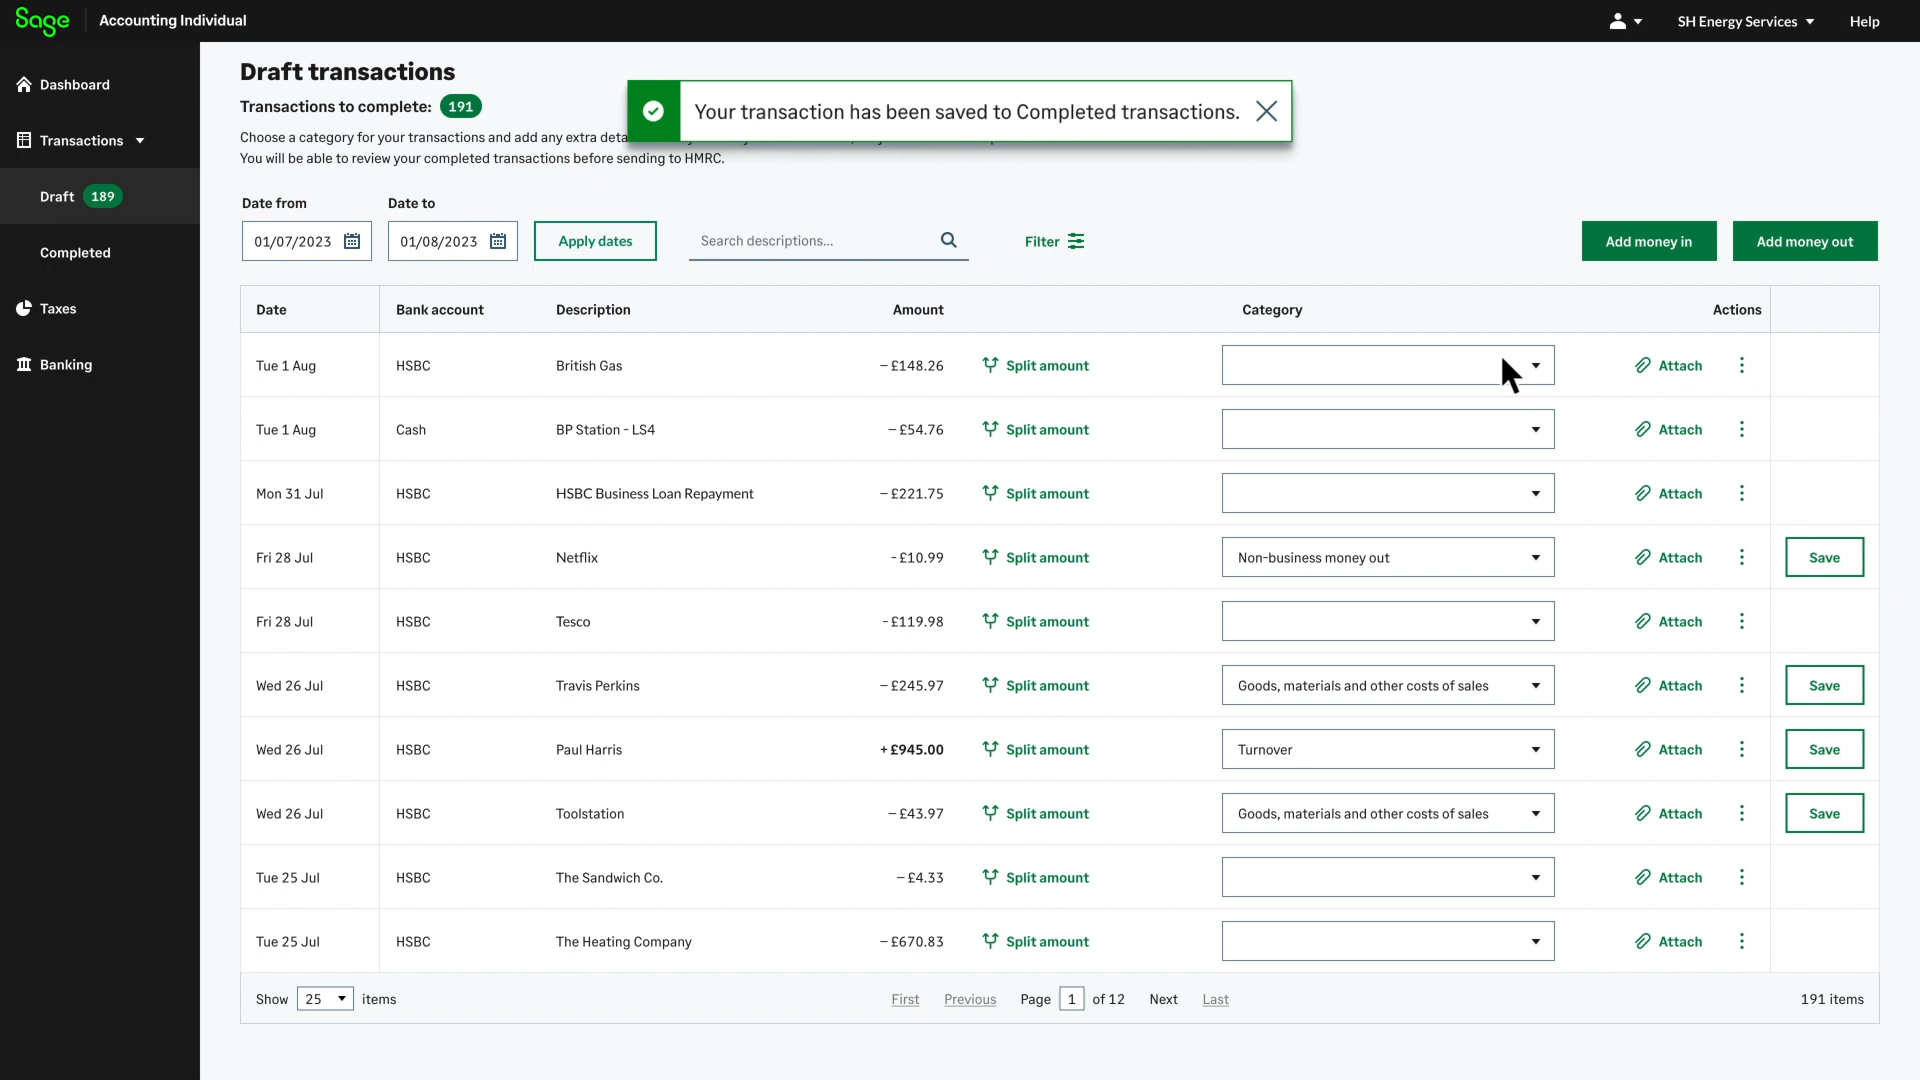 Sage
Accounting Individual
SH Energy Services
Help
Dashboard
Transactions
Draft 189
Completed
Taxes
Banking
Draft transactions
Transactions to complete: 191
Your transaction has been saved to Completed transactions.
Choose a category for your transactions and add any extra
You will be able to review your completed transactions before sending to HMRC.
Date from
Date to
01/07/2023
01/08/2023
Apply dates
Search descriptions...
Filter
Add money in
Add money out
Date Bank account Description Amount Category Actions
Tue 1 Aug HSBC British Gas – £148.26 Split amount Attach
Tue 1 Aug Cash BP Station - LS4 – £54.76 Split amount Attach
Mon 31 Jul HSBC HSBC Business Loan Repayment – £221.75 Split amount Attach
Fri 28 Jul HSBC Netflix - £10.99 Split amount Non-business money out Attach Save
Fri 28 Jul HSBC Tesco - £119.98 Split amount Attach
Wed 26 Jul HSBC Travis Perkins – £245.97 Split amount Goods, materials and other costs of sales Attach Save
Wed 26 Jul HSBC Paul Harris + £945.00 Split amount Turnover Attach Save
Wed 26 Jul HSBC Toolstation – £43.97 Split amount Goods, materials and other costs of sales Attach Save
Tue 25 Jul HSBC The Sandwich Co. – £4.33 Split amount Attach
Tue 25 Jul HSBC The Heating Company – £670.83 Split amount Attach
Show 25 items First Previous Page 1 of 12 Next Last 191 items